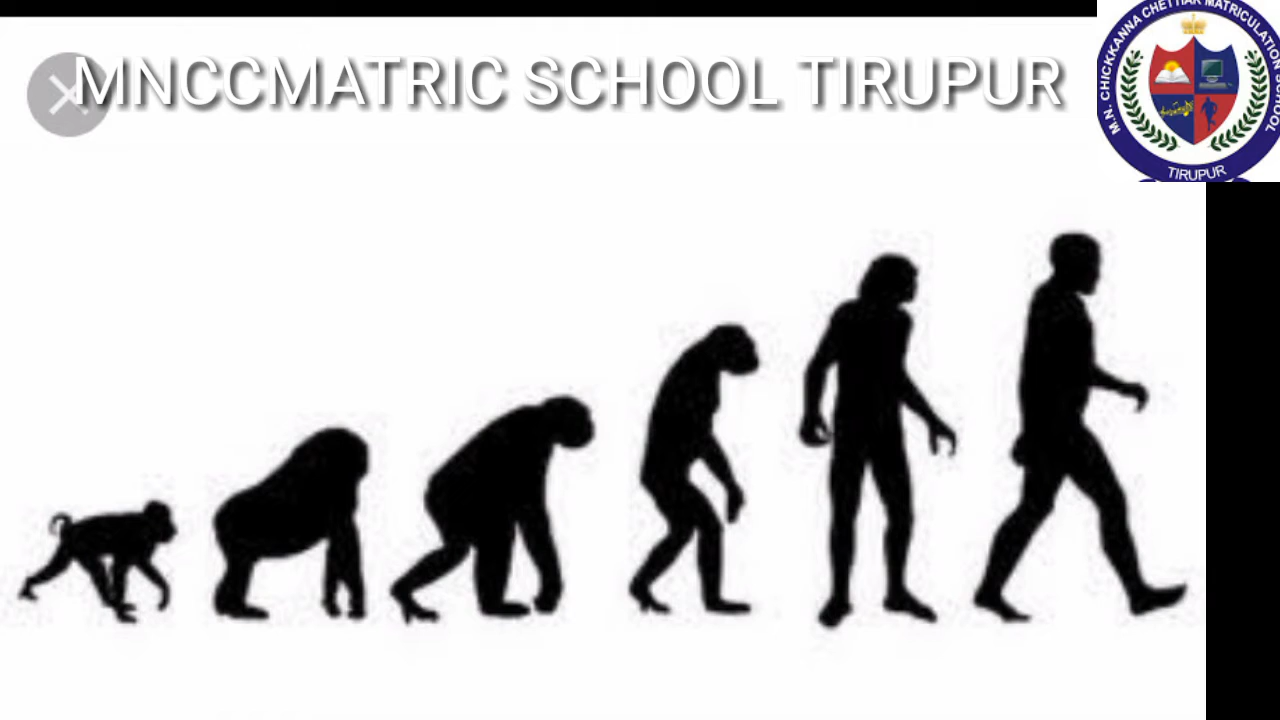 MNCCMATRIC SCHOOL TIRUPUR
M.N. CHICKKANNA CHETTIAR MATRICULATION SCHOOL
TIRUPUR